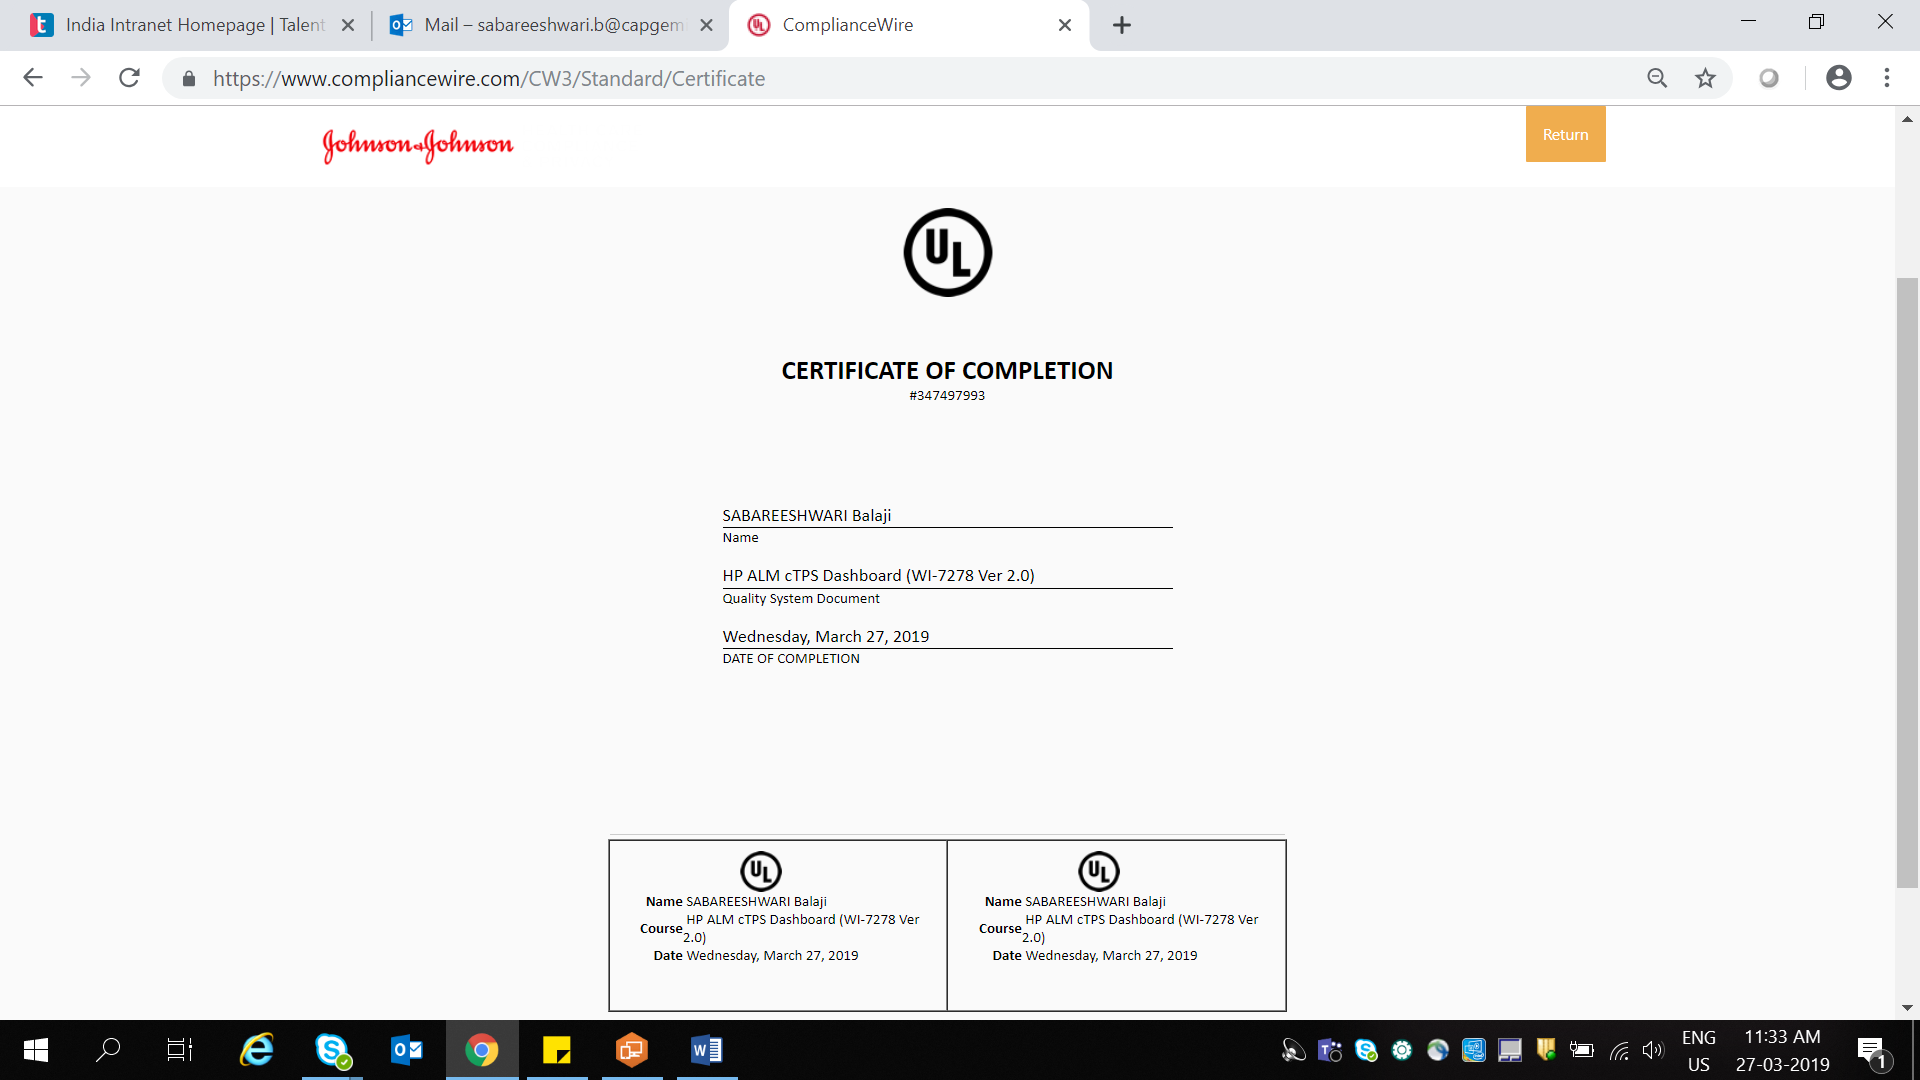 India Intranet Homepage | Talent
Mail – sabareeshwari.b@capgem
ComplianceWire
https://www.compliancewire.com/CW3/Standard/Certificate
Johnson & Johnson
Return
UL
CERTIFICATE OF COMPLETION
#347497993
SABAREESHWARI Balaji
Name
HP ALM cTPS Dashboard (WI-7278 Ver 2.0)
Quality System Document
Wednesday, March 27, 2019
DATE OF COMPLETION
UL
Name SABAREESHWARI Balaji
Course HP ALM cTPS Dashboard (WI-7278 Ver
2.0)
Date Wednesday, March 27, 2019
UL
Name SABAREESHWARI Balaji
Course HP ALM cTPS Dashboard (WI-7278 Ver
2.0)
Date Wednesday, March 27, 2019
ENG
US
11:33 AM
27-03-2019
1